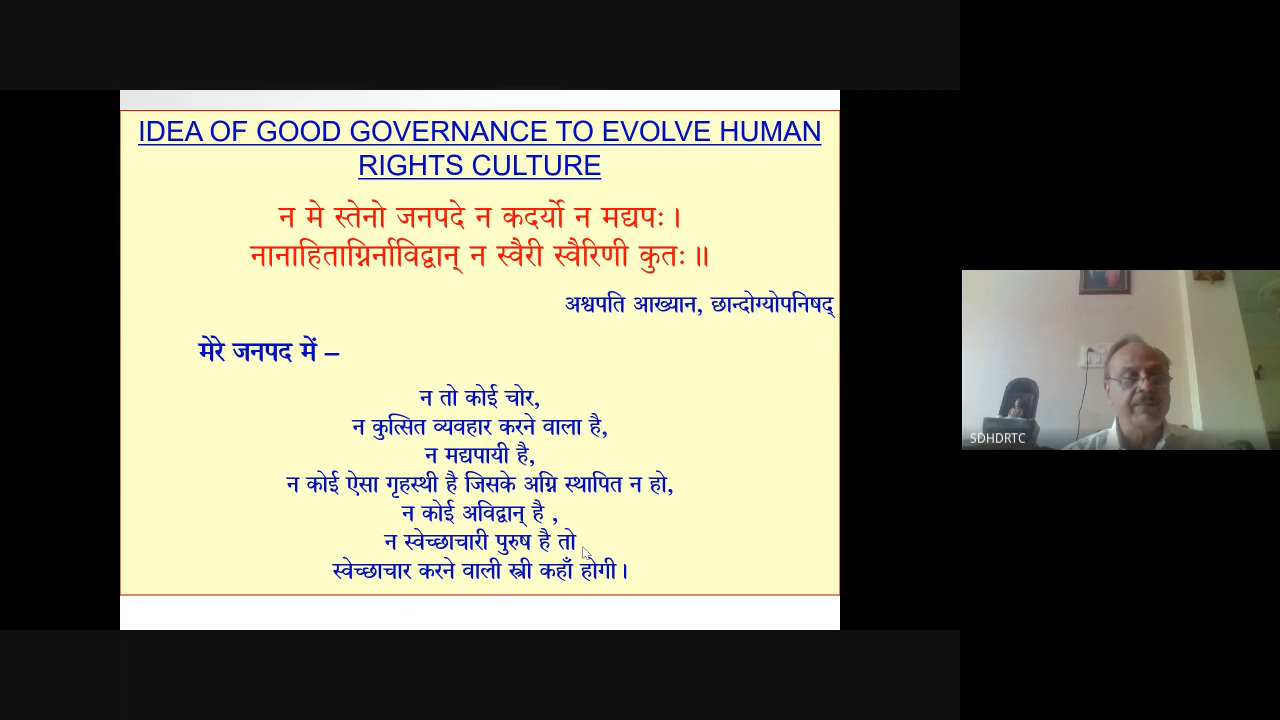 IDEA OF GOOD GOVERNANCE TO EVOLVE HUMAN
RIGHTS CULTURE
न मे स्तेनो जनपदे न कदर्यो न मद्यपः ।
नानाहिताग्निर्नाविद्वान् न स्वैरी स्वैरिणी कुतः ॥
अश्वपति आख्यान, छान्दोग्योपनिषद्
मेरे जनपद में –
न तो कोई चोर,
न कुत्सित व्यवहार करने वाला है,
न मद्यपायी है,
न कोई ऐसा गृहस्थी है जिसके अग्नि स्थापित न हो,
न कोई अविद्वान् है ,
न स्वेच्छाचारी पुरुष है तो
स्वेच्छाचार करने वाली स्त्री कहाँ होगी ।
SDHDRTC